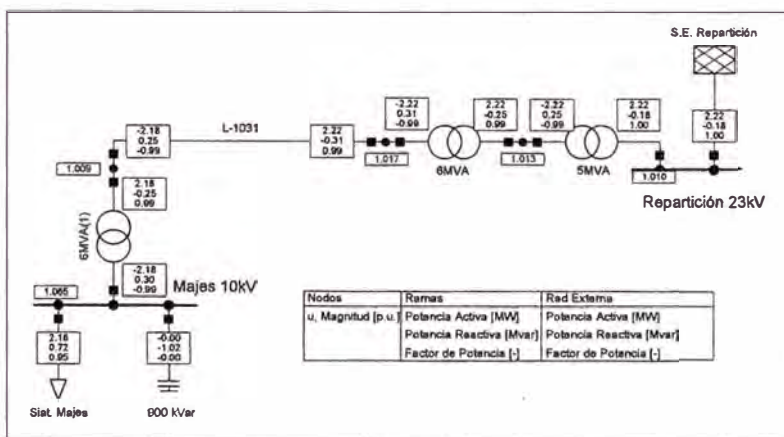 S.E. Repartición
-2.22
0.31
-0.99
2.22
-0.25
0.99
-2.22
0.25
-0.99
2.22
-0.18
1.00
2.22
-0.18
1.00
-2.18
0.25
-0.99
L-1031
2.22
-0.31
0.99
1.009
1.017
6MVA
1.013
5MVA
1.010
Repartición 23kV
2.18
-0.25
0.99
6MVA(1)
-2.18
0.30
-0.99
Majes 10kV
1.065
2.18
0.72
0.95
-0.00
-1.02
-0.00
Sist. Majes
900 kVar
Nodos Ramas Red Externa
u, Magnitud [p.u.] Potencia Activa [MW] Potencia Activa [MW]
Potencia Reactiva [Mvar] Potencia Reactiva [Mvar]
Factor de Potencia [-] Factor de Potencia [-]